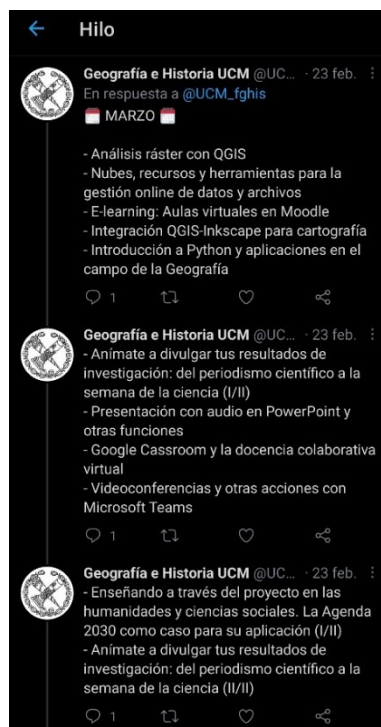 Hilo
Geografía e Historia UCM @UC... · 23 feb.
En respuesta a @UCM_fghis
MARZO
- Análisis ráster con QGIS
- Nubes, recursos y herramientas para la
gestión online de datos y archivos
- E-learning: Aulas virtuales en Moodle
- Integración QGIS-Inkscape para cartografía
- Introducción a Python y aplicaciones en el
campo de la Geografía
1
Geografía e Historia UCM @UC... · 23 feb.
- Anímate a divulgar tus resultados de
investigación: del periodismo científico a la
semana de la ciencia (I/II)
- Presentación con audio en PowerPoint y
otras funciones
- Google Cassroom y la docencia colaborativa
virtual
- Videoconferencias y otras acciones con
Microsoft Teams
1
Geografía e Historia UCM @UC... · 23 feb.
- Enseñando a través del proyecto en las
humanidades y ciencias sociales. La Agenda
2030 como caso para su aplicación (I/II)
- Anímate a divulgar tus resultados de
investigación: del periodismo científico a la
semana de la ciencia (II/II)
1